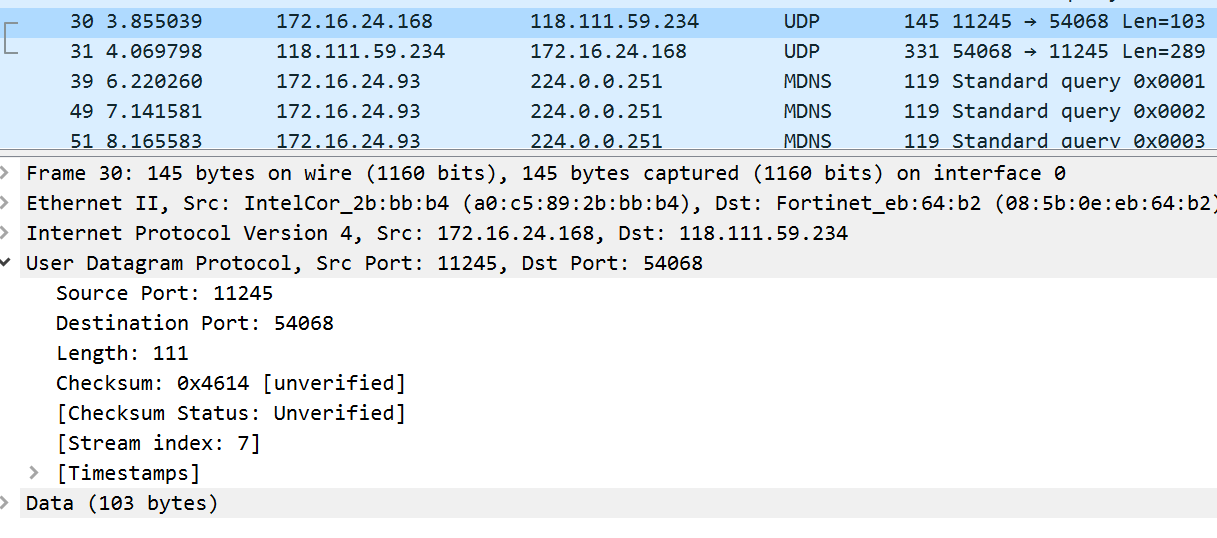 30 3.855039 172.16.24.168 118.111.59.234 UDP 145 11245 → 54068 Len=103
31 4.069798 118.111.59.234 172.16.24.168 UDP 331 54068 → 11245 Len=289
39 6.220260 172.16.24.93 224.0.0.251 MDNS 119 Standard query 0x0001
49 7.141581 172.16.24.93 224.0.0.251 MDNS 119 Standard query 0x0002
51 8.165583 172.16.24.93 224.0.0.251 MDNS 119 Standard query 0x0003
Frame 30: 145 bytes on wire (1160 bits), 145 bytes captured (1160 bits) on interface 0
Ethernet II, Src: IntelCor_2b:bb:b4 (a0:c5:89:2b:bb:b4), Dst: Fortinet_eb:64:b2 (08:5b:0e:eb:64:b2)
Internet Protocol Version 4, Src: 172.16.24.168, Dst: 118.111.59.234
User Datagram Protocol, Src Port: 11245, Dst Port: 54068
Source Port: 11245
Destination Port: 54068
Length: 111
Checksum: 0x4614 [unverified]
[Checksum Status: Unverified]
[Stream index: 7]
[Timestamps]
Data (103 bytes)